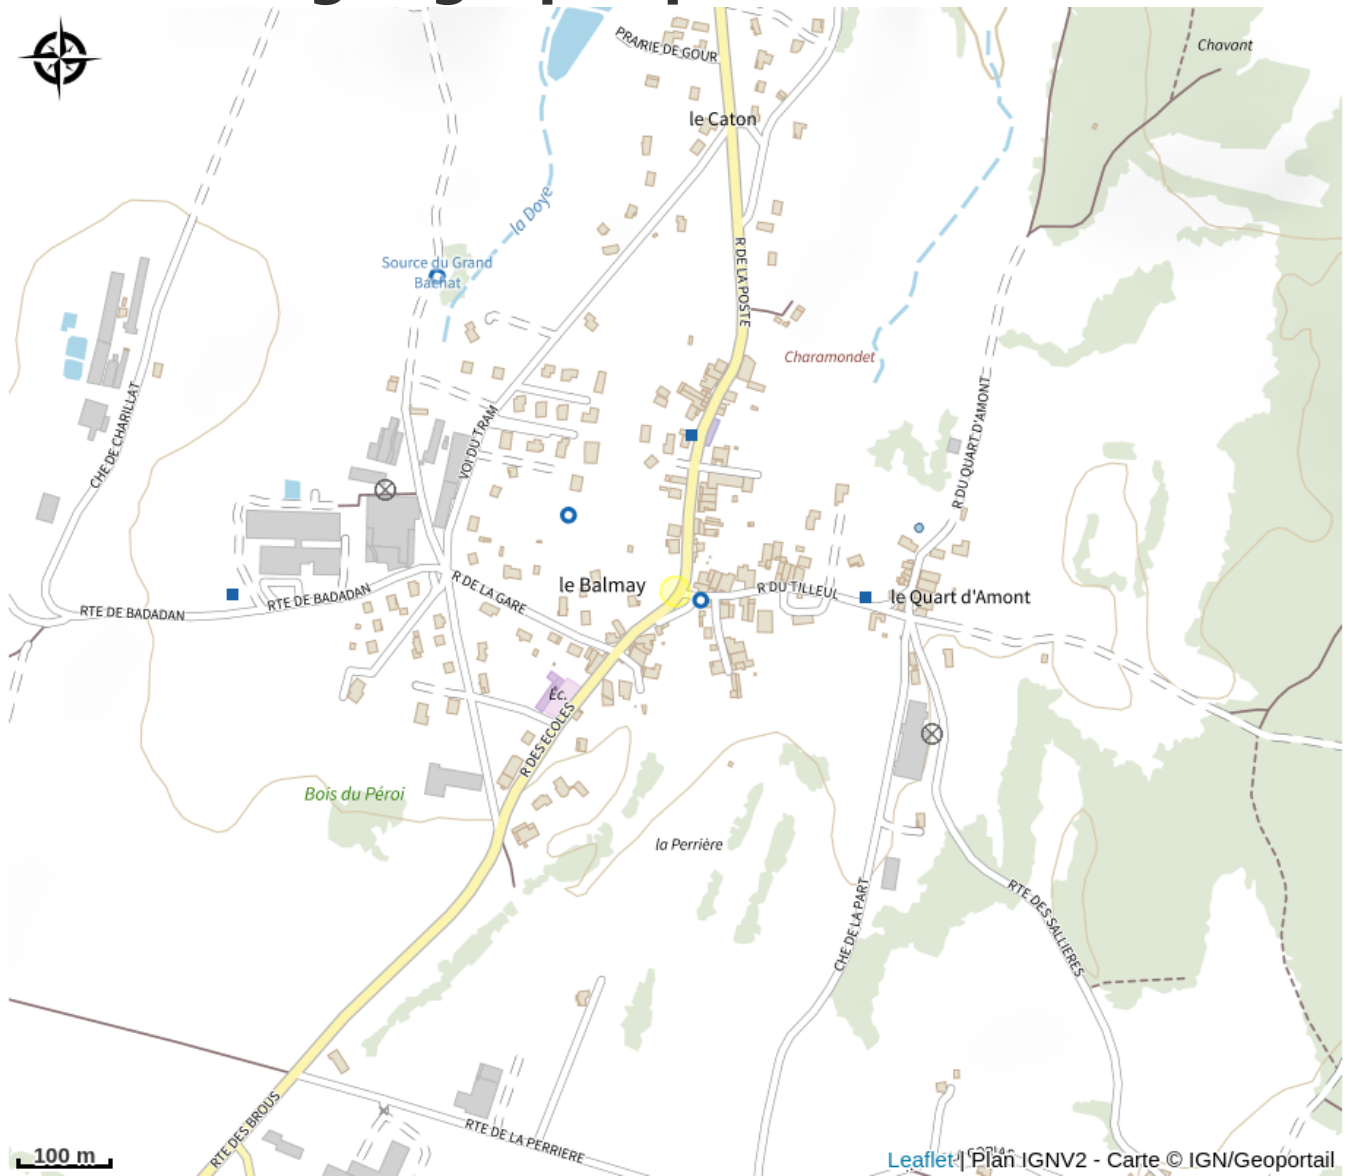 Chavant
PRAIRIE DE GOUR
le Caton
la Doye
Source du Grand
Bachat
R DE LA POSTE
Charamondet
CHE DE CHARILLAT
VOI DU TRAM
R DU QUART D'AMONT
le Balmay
R DU TILLEUL
le Quart d'Amont
RTE DE BADADAN
RTE DE BADADAN
R DE LA GARE
Éc.
R DES ECOLES
Bois du Péroi
la Perrière
CHE DE LA PART
RTE DES SALLIERES
RTE DES BROUS
RTE DE LA PERRIERE
100 m
Leaflet | Plan IGNV2 - Carte © IGN/Geoportail